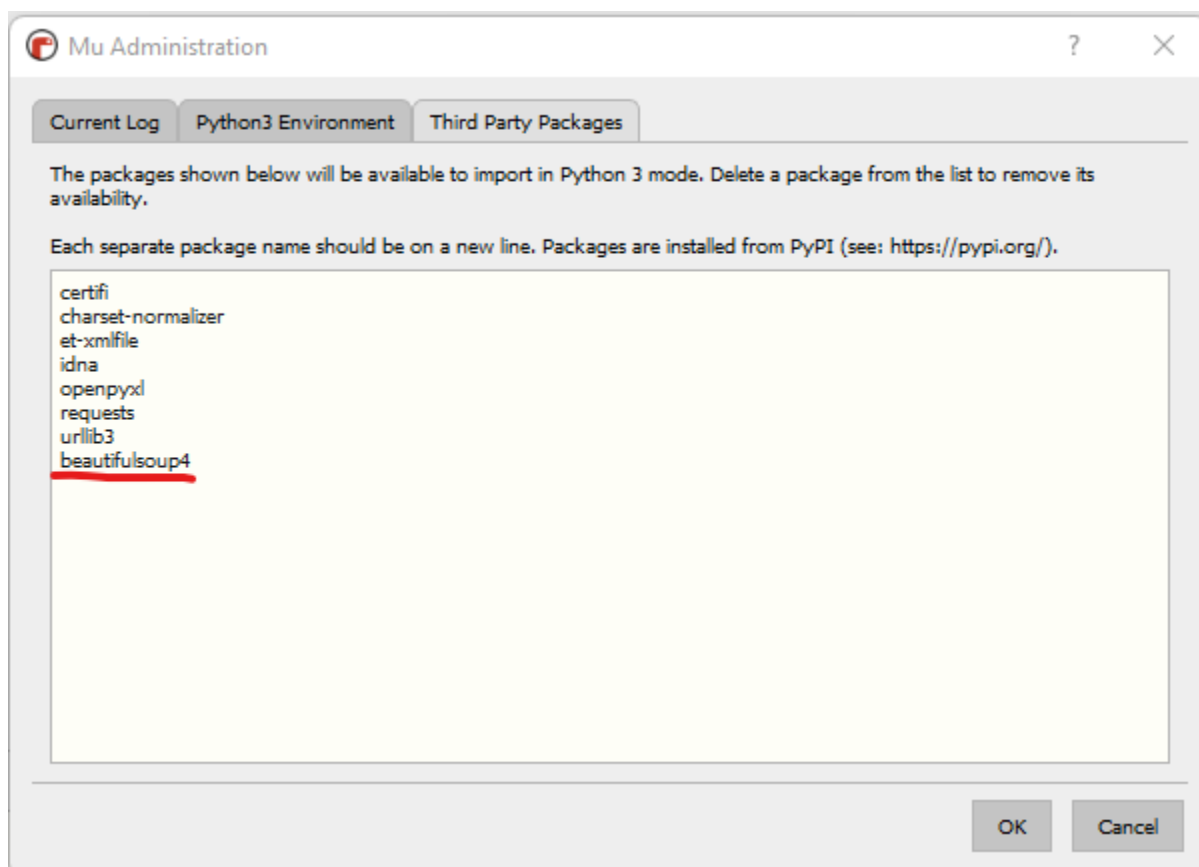 Mu Administration
Current Log Python3 Environment Third Party Packages
The packages shown below will be available to import in Python 3 mode. Delete a package from the list to remove its
availability.
Each separate package name should be on a new line. Packages are installed from PyPI (see: https://pypi.org/).
certifi
charset-normalizer
et-xmlfile
idna
openpyxl
requests
urllib3
beautifulsoup4
OK Cancel